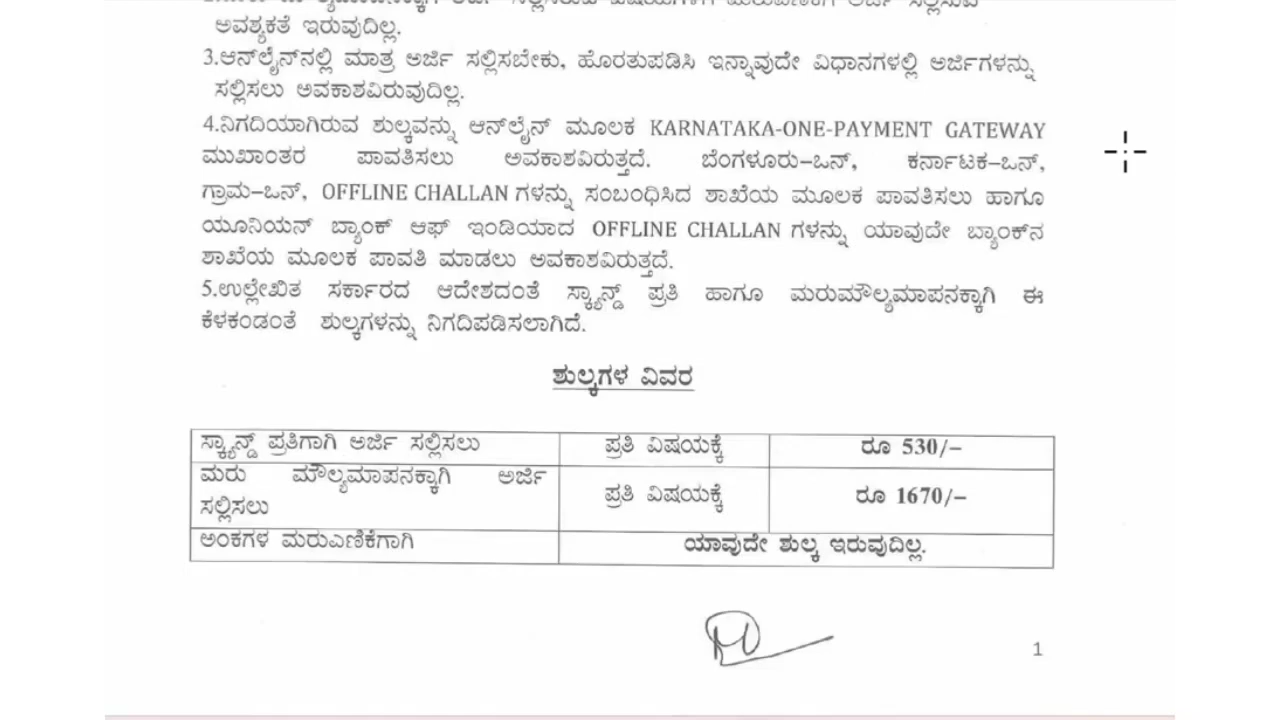 ಅವಶ್ಯಕತೆ ಇರುವುದಿಲ್ಲ.
3.ಆನ್‌ಲೈನ್‌ನಲ್ಲಿ ಮಾತ್ರ ಅರ್ಜಿ ಸಲ್ಲಿಸಬೇಕು, ಹೊರತುಪಡಿಸಿ ಇನ್ನಾವುದೇ ವಿಧಾನಗಳಲ್ಲಿ ಅರ್ಜಿಗಳನ್ನು
ಸಲ್ಲಿಸಲು ಅವಕಾಶವಿರುವುದಿಲ್ಲ.
4.ನಿಗದಿಯಾಗಿರುವ ಶುಲ್ಕವನ್ನು ಆನ್‌ಲೈನ್ ಮೂಲಕ KARNATAKA-ONE-PAYMENT GATEWAY
ಮುಖಾಂತರ ಪಾವತಿಸಲು ಅವಕಾಶವಿರುತ್ತದೆ. ಬೆಂಗಳೂರು-ಒನ್, ಕರ್ನಾಟಕ-ಒನ್,
ಗ್ರಾಮ-ಒನ್, OFFLINE CHALLAN ಗಳನ್ನು ಸಂಬಂಧಿಸಿದ ಶಾಖೆಯ ಮೂಲಕ ಪಾವತಿಸಲು ಹಾಗೂ
ಯೂನಿಯನ್ ಬ್ಯಾಂಕ್ ಆಫ್ ಇಂಡಿಯಾದ OFFLINE CHALLAN ಗಳನ್ನು ಯಾವುದೇ ಬ್ಯಾಂಕ್‌ನ
ಶಾಖೆಯ ಮೂಲಕ ಪಾವತಿ ಮಾಡಲು ಅವಕಾಶವಿರುತ್ತದೆ.
5.ಉಲ್ಲೇಖಿತ ಸರ್ಕಾರದ ಆದೇಶದಂತೆ ಸ್ಕ್ಯಾನ್ಡ್ ಪ್ರತಿ ಹಾಗೂ ಮರುಮೌಲ್ಯಮಾಪನಕ್ಕಾಗಿ ಈ
ಕೆಳಕಂಡಂತೆ ಶುಲ್ಕಗಳನ್ನು ನಿಗದಿಪಡಿಸಲಾಗಿದೆ.
ಶುಲ್ಕಗಳ ವಿವರ
ಸ್ಕ್ಯಾನ್ಡ್ ಪ್ರತಿಗಾಗಿ ಅರ್ಜಿ ಸಲ್ಲಿಸಲು ಪ್ರತಿ ವಿಷಯಕ್ಕೆ ರೂ 530/-
ಮರು ಮೌಲ್ಯಮಾಪನಕ್ಕಾಗಿ ಅರ್ಜಿ
ಸಲ್ಲಿಸಲು ಪ್ರತಿ ವಿಷಯಕ್ಕೆ ರೂ 1670/-
ಅಂಕಗಳ ಮರುಎಣಿಕೆಗಾಗಿ ಯಾವುದೇ ಶುಲ್ಕ ಇರುವುದಿಲ್ಲ.
1